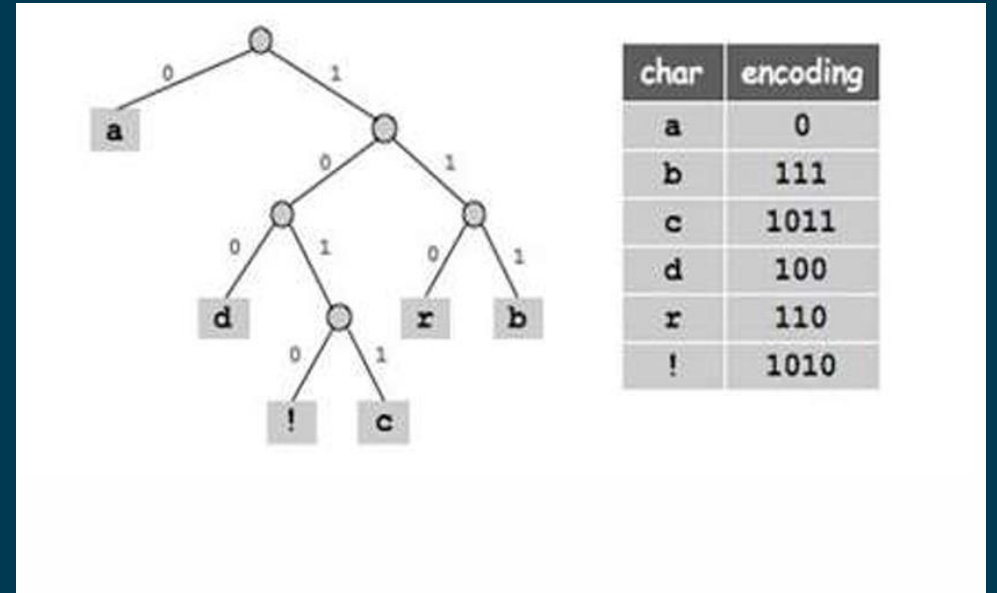 0 1
a
0 1
0 1 0 1
d r b
0 1
! c
char encoding
a 0
b 111
c 1011
d 100
r 110
! 1010